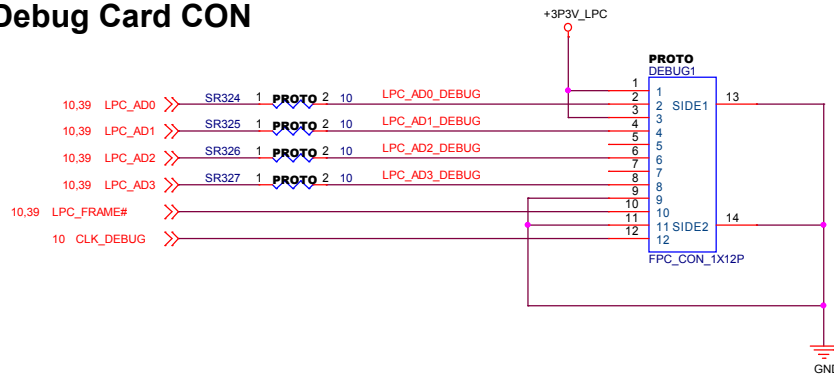 Debug Card CON
+3P3V_LPC
PROTO
DEBUG1
10,39 LPC_AD0 SR324 1 PROTO 2 10 LPC_AD0_DEBUG
10,39 LPC_AD1 SR325 1 PROTO 2 10 LPC_AD1_DEBUG
10,39 LPC_AD2 SR326 1 PROTO 2 10 LPC_AD2_DEBUG
10,39 LPC_AD3 SR327 1 PROTO 2 10 LPC_AD3_DEBUG
10,39 LPC_FRAME#
10 CLK_DEBUG
1 1
2 2 SIDE1 13
3 3
4 4
5 5
6 6
7 7
8 8
9 9
10 10
11 11 SIDE2 14
12 12
FPC_CON_1X12P
GND